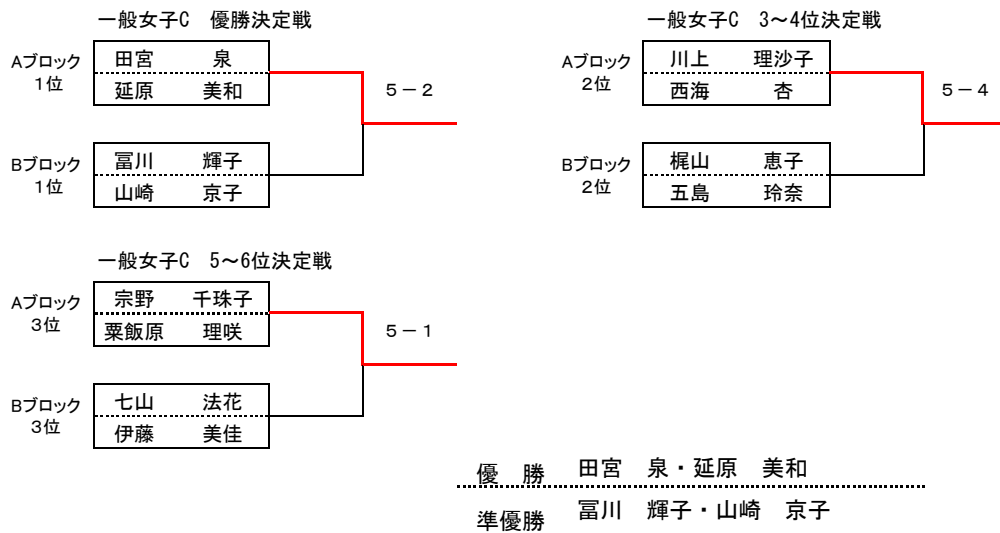 一般女子C　優勝決定戦
Aブロック
1位
田宮　泉
延原　美和
5－2
Bブロック
1位
冨川　輝子
山崎　京子
一般女子C　3～4位決定戦
Aブロック
2位
川上　理沙子
西海　杏
5－4
Bブロック
2位
梶山　恵子
五島　玲奈
一般女子C　5～6位決定戦
Aブロック
3位
宗野　千珠子
粟飯原　理咲
5－1
Bブロック
3位
七山　法花
伊藤　美佳
優　勝　田宮　泉・延原　美和
準優勝　冨川　輝子・山崎　京子